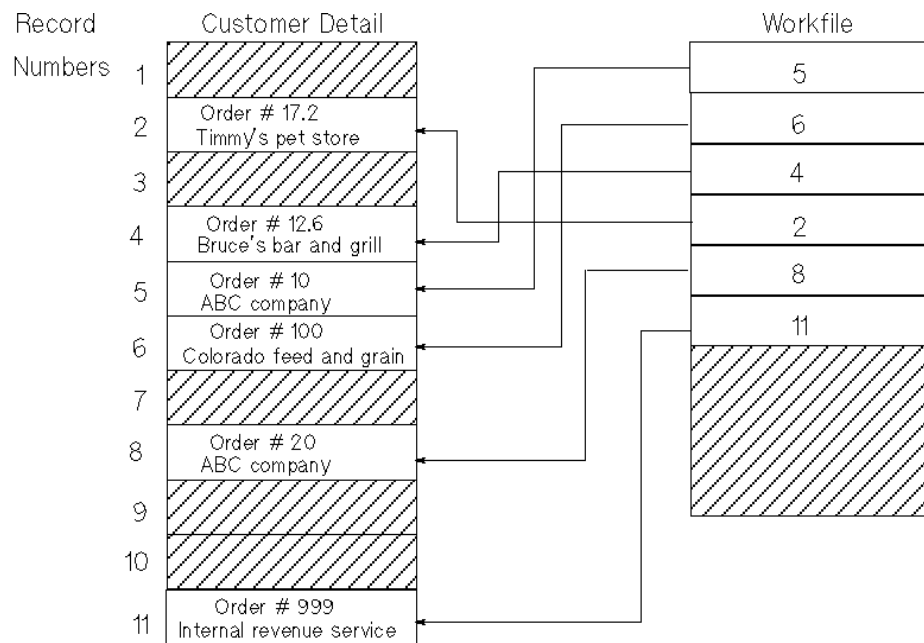 Record
Numbers
Customer Detail
Workfile
1
2
Order # 17.2
Timmy's pet store
3
4
Order # 12.6
Bruce's bar and grill
5
Order # 10
ABC company
6
Order # 100
Colorado feed and grain
7
8
Order # 20
ABC company
9
10
11
Order # 999
Internal revenue service
5
6
4
2
8
11